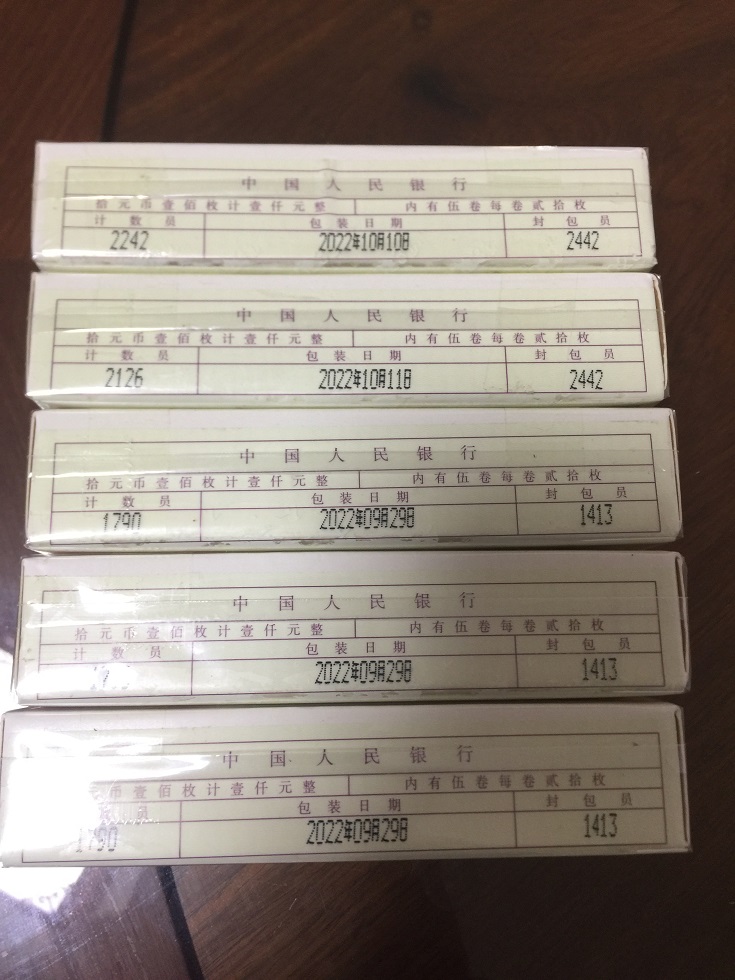 中国人民银行
拾元币壹佰枚计壹仟元整 内有伍卷每卷贰拾枚
计数员 包装日期 封包员
2242 2022年10月10日 2442
中国人民银行
拾元币壹佰枚计壹仟元整 内有伍卷每卷贰拾枚
计数员 包装日期 封包员
2126 2022年10月11日 2442
中国人民银行
拾元币壹佰枚计壹仟元整 内有伍卷每卷贰拾枚
计数员 包装日期 封包员
1790 2022年09月29日 1413
中国人民银行
拾元币壹佰枚计壹仟元整 内有伍卷每卷贰拾枚
计数员 包装日期 封包员
2022年09月29日 1413
中国人民银行
元币壹佰枚计壹仟元整 内有伍卷每卷贰拾枚
包装日期 封包员
1790 2022年09月29日 1413